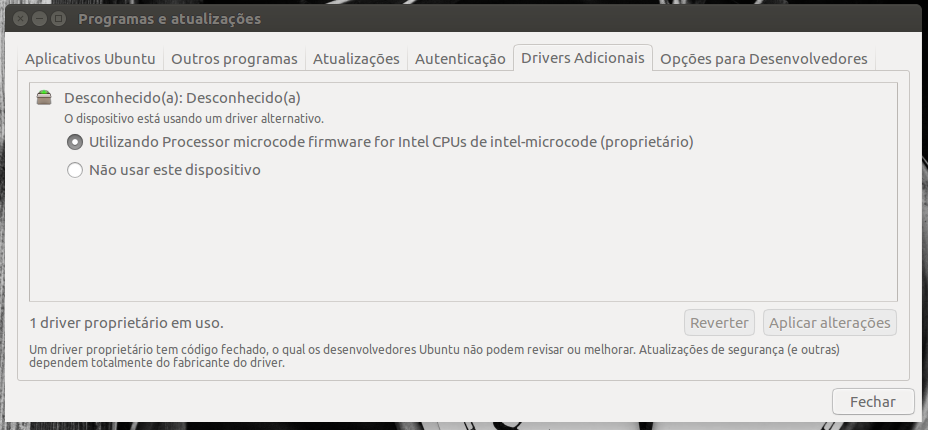 Programas e atualizações
Aplicativos Ubuntu
Outros programas
Atualizações
Autenticação
Drivers Adicionais
Opções para Desenvolvedores
Desconhecido(a): Desconhecido(a)
O dispositivo está usando um driver alternativo.
Utilizando Processor microcode firmware for Intel CPUs de intel-microcode (proprietário)
Não usar este dispositivo
1 driver proprietário em uso.
Reverter
Aplicar alterações
Um driver proprietário tem código fechado, o qual os desenvolvedores Ubuntu não podem revisar ou melhorar. Atualizações de segurança (e outras)
dependem totalmente do fabricante do driver.
Fechar